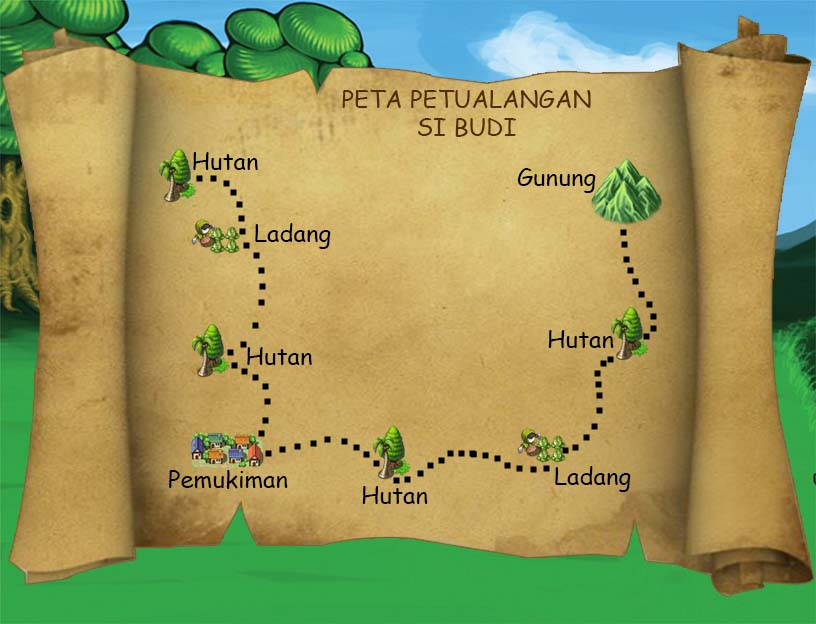 PETA PETUALANGAN
SI BUDI
Hutan
Gunung
Ladang
Hutan
Hutan
Pemukiman
Hutan
Ladang